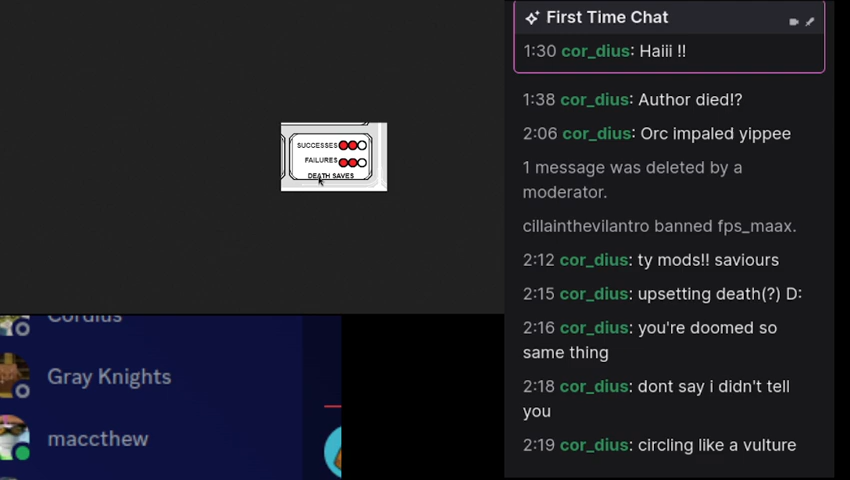 First Time Chat
1:30 cor_dius: Haiii !!
1:38 cor_dius: Author died!?
2:06 cor_dius: Orc impaled yippee
1 message was deleted by a
moderator.
cillainthevilantro banned fps_maax.
2:12 cor_dius: ty mods!! saviours
2:15 cor_dius: upsetting death(?) D:
2:16 cor_dius: you're doomed so
same thing
2:18 cor_dius: dont say i didn't tell
you
2:19 cor_dius: circling like a vulture
SUCCESSES
FAILURES
DEATH SAVES
Cordius
Gray Knights
maccthew